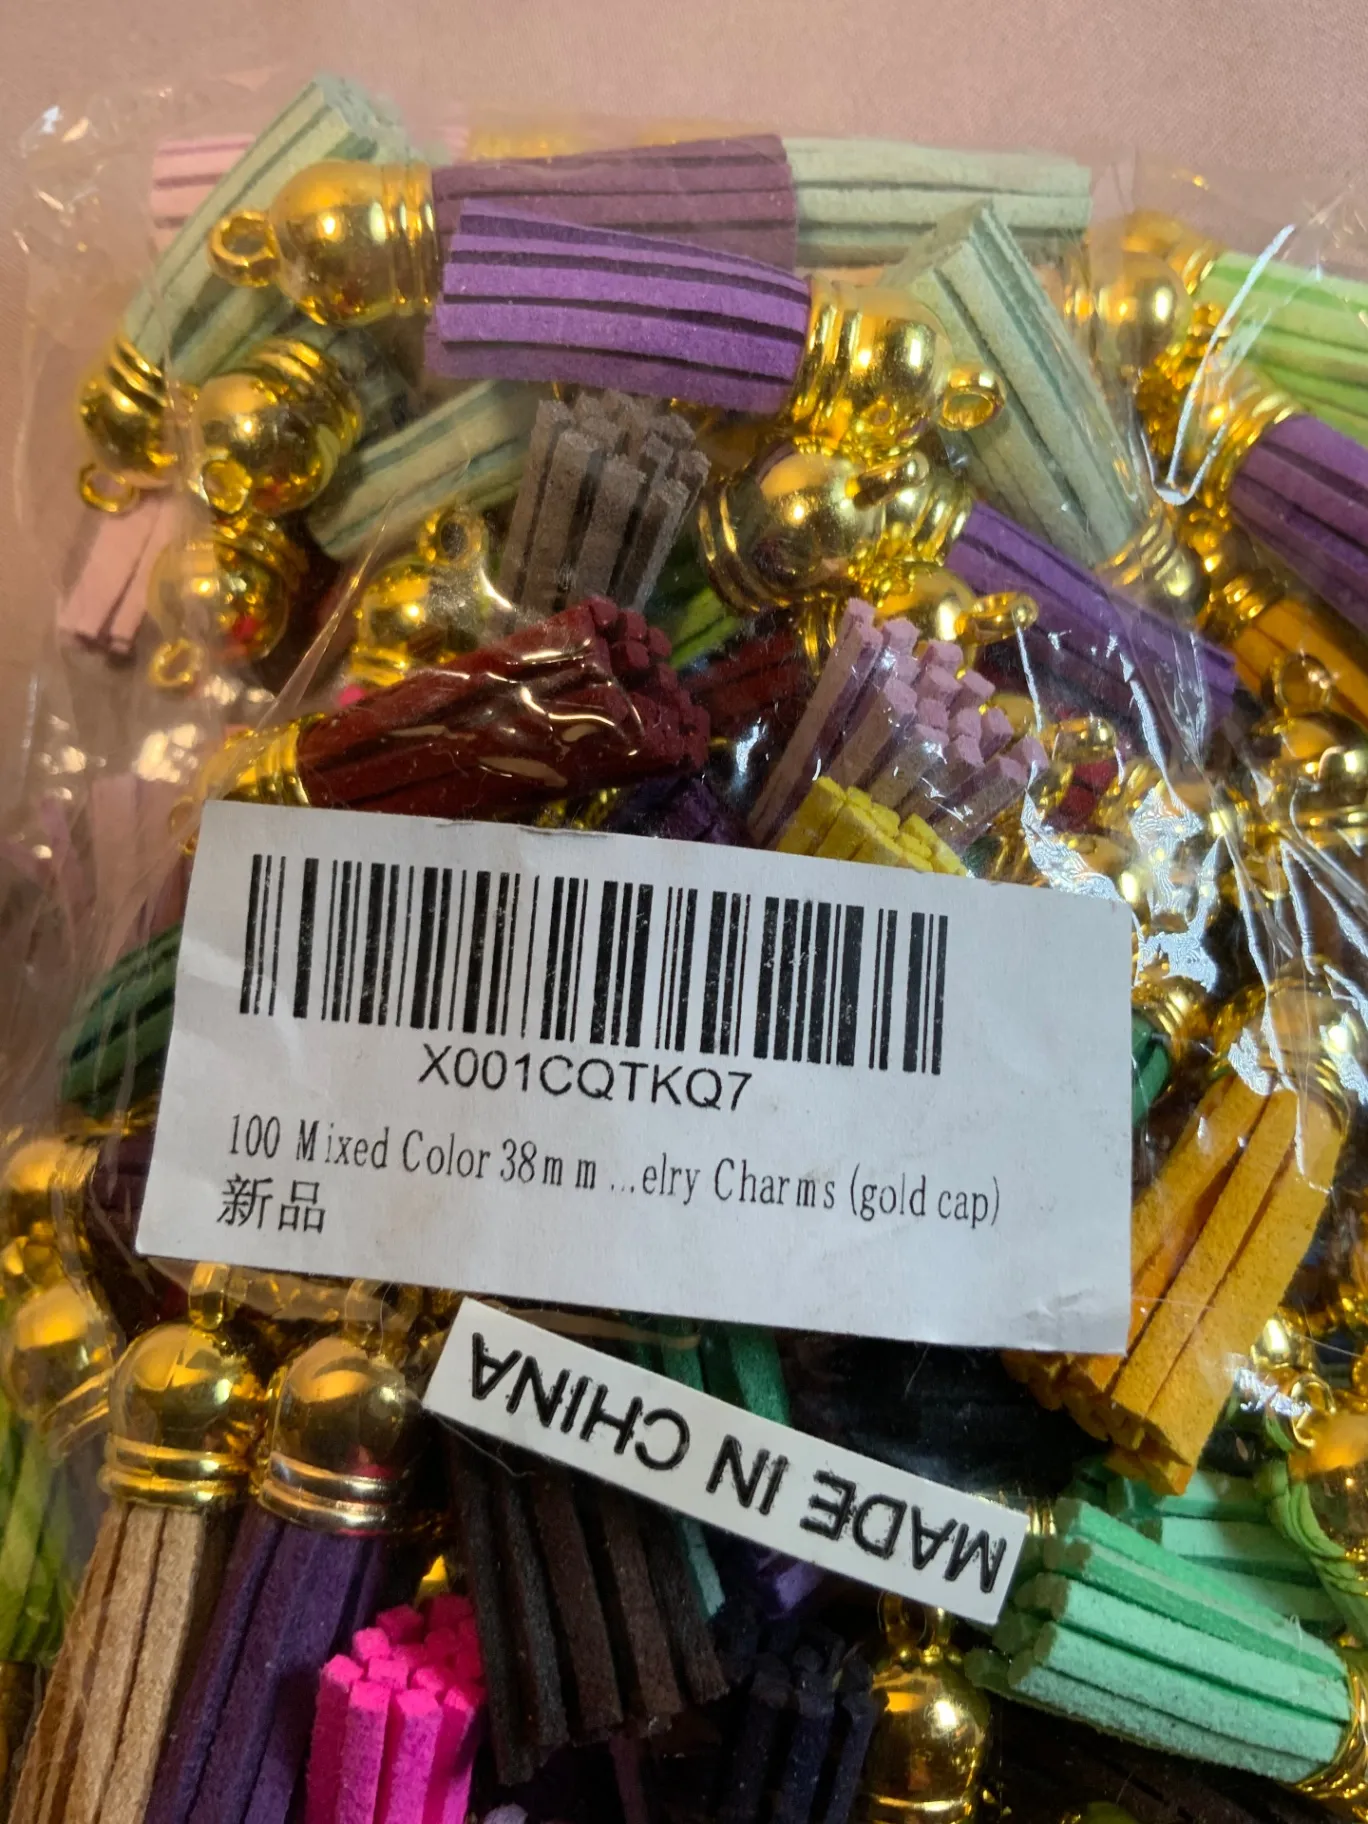 X001CQTKQ7
100 Mixed Color 38mm ...elry Charms (gold cap)
新品
MADE IN CHINA